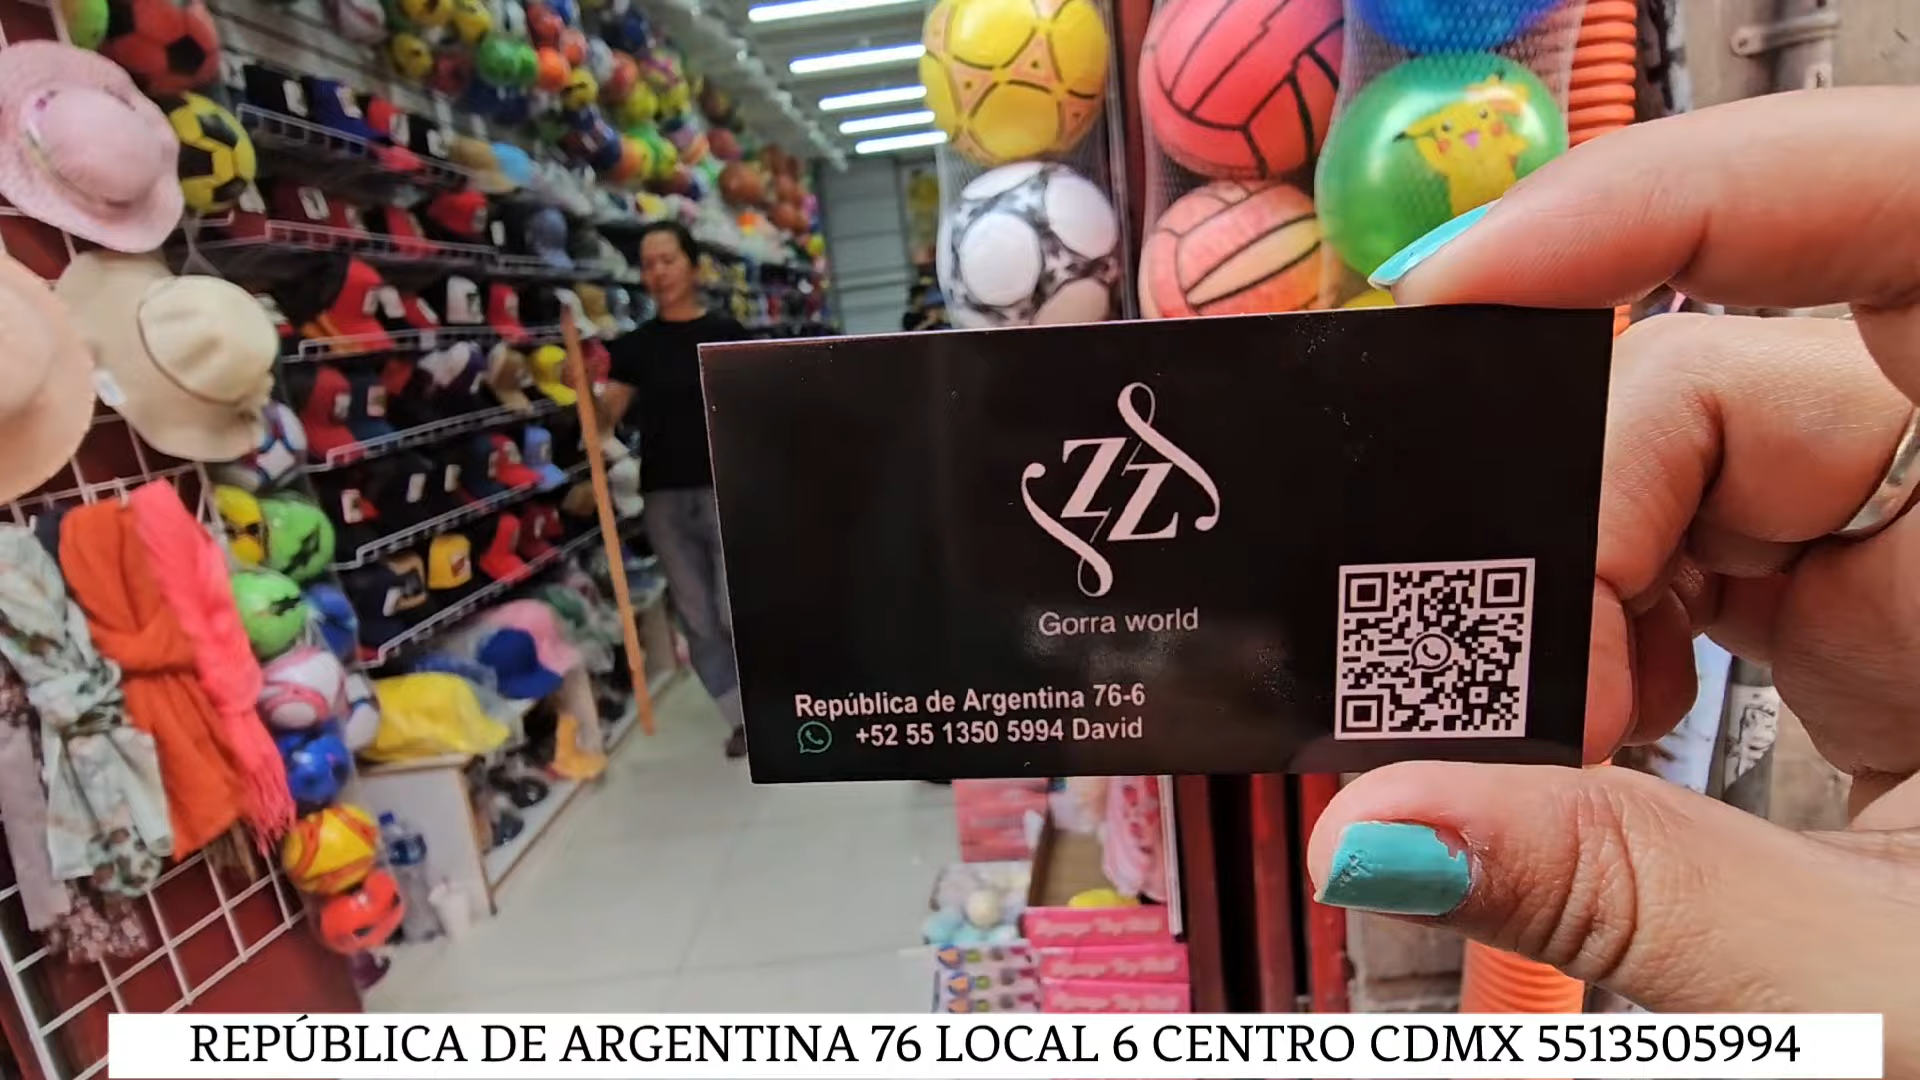 ZZ
Gorra world
República de Argentina 76-6
+52 55 1350 5994 David
REPÚBLICA DE ARGENTINA 76 LOCAL 6 CENTRO CDMX 5513505994